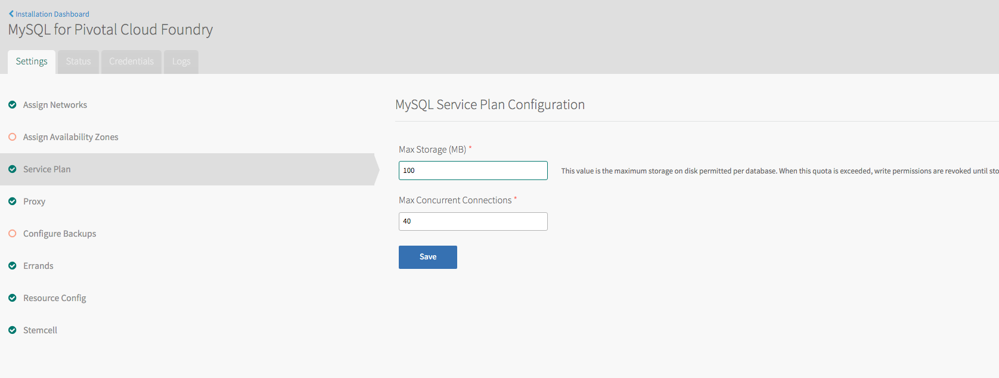 Installation Dashboard
MySQL for Pivotal Cloud Foundry
Settings Status Credentials Logs
Assign Networks
Assign Availability Zones
Service Plan
Proxy
Configure Backups
Errands
Resource Config
Stemcell
MySQL Service Plan Configuration
Max Storage (MB) *
100
This value is the maximum storage on disk permitted per database. When this quota is exceeded, write permissions are revoked until sto
Max Concurrent Connections *
40
Save